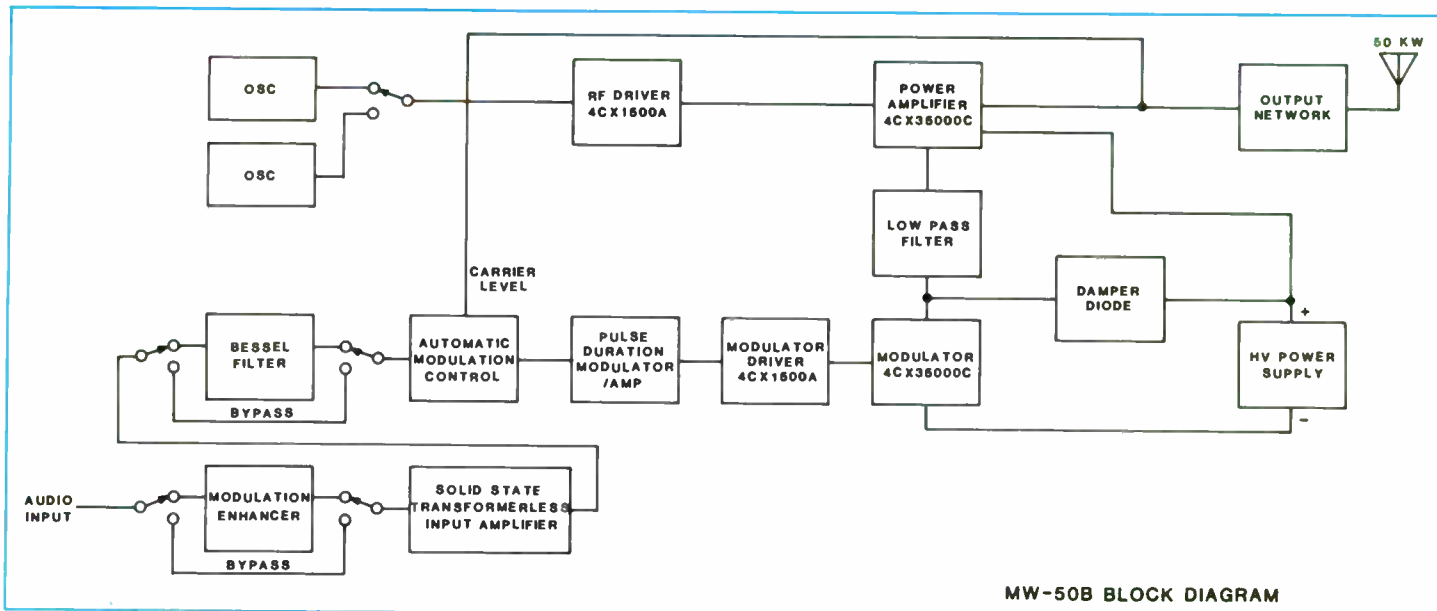 50 KW
OSC
RF DRIVER
4CX1500A
POWER
AMPLIFIER
4CX35000C
OUTPUT
NETWORK
OSC
LOW PASS
FILTER
CARRIER
LEVEL
DAMPER
DIODE
+
BESSEL
FILTER
AUTOMATIC
MODULATION
CONTROL
PULSE
DURATION
MODULATOR
/AMP
MODULATOR
DRIVER
4CX1500A
MODULATOR
4CX35000C
HV POWER
SUPPLY
BYPASS
–
AUDIO
INPUT
MODULATION
ENHANCER
SOLID STATE
TRANSFORMERLESS
INPUT AMPLIFIER
BYPASS
MW-50B BLOCK DIAGRAM